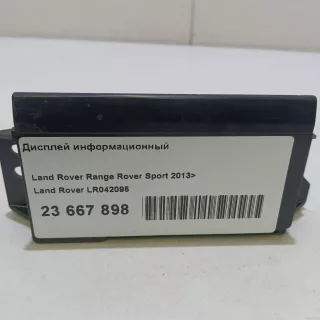 Дисплей информационный
Land Rover Range Rover Sport 2013>
Land Rover LR042095
23 667 898